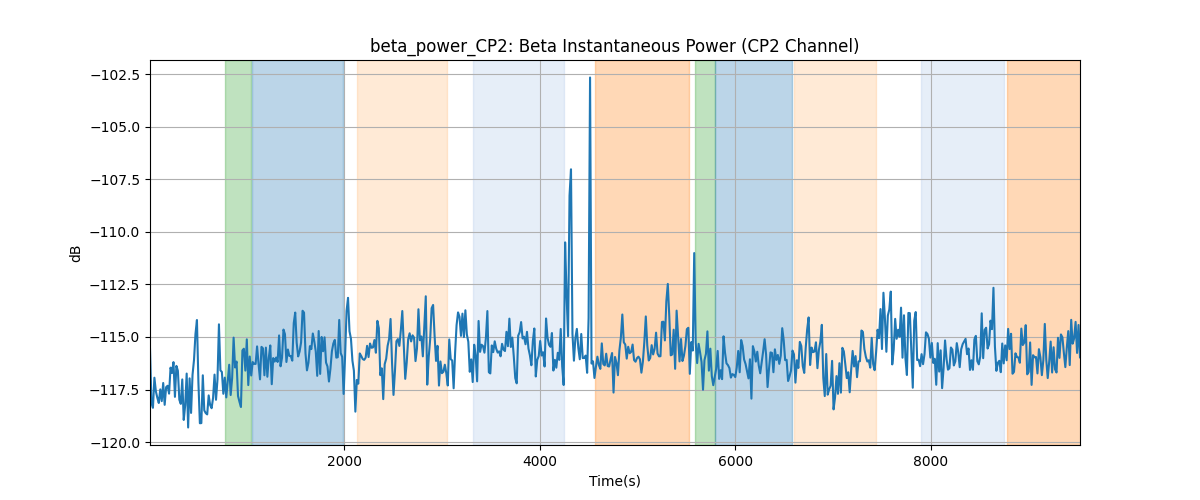 beta_power_CP2: Beta Instantaneous Power (CP2 Channel)
−102.5
−105.0
−107.5
−110.0
−112.5
−115.0
−117.5
−120.0
dB
2000 4000 6000 8000
Time(s)